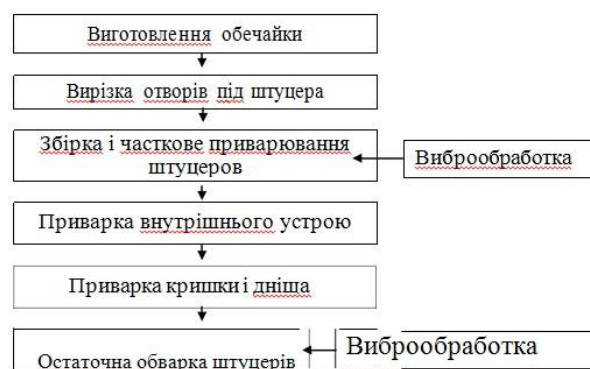 Виготовлення обечайки
Вирізка отворів під штуцера
Збірка і часткове приварювання
штуцеров
Виброобработка
Приварка внутрішнього устрою
Приварка кришки і дніша
Виброобработка
Остаточна обварка штуцерів